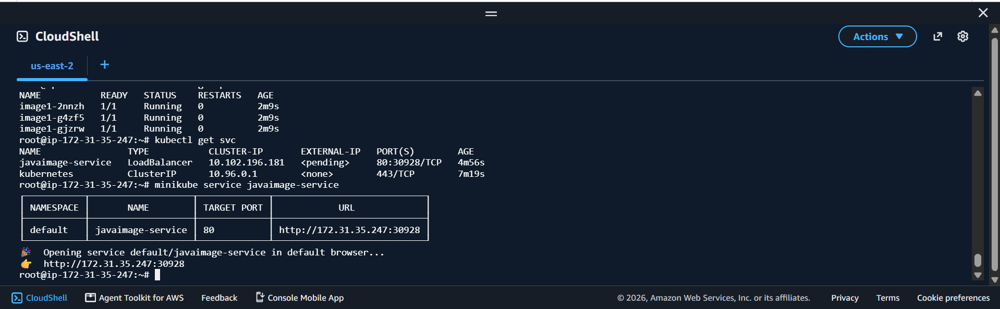 CloudShell
Actions
us-east-2 +
NAME READY STATUS RESTARTS AGE
image1-2nnzh 1/1 Running 0 2m9s
image1-g4zf5 1/1 Running 0 2m9s
image1-gjzrw 1/1 Running 0 2m9s
root@ip-172-31-35-247:~# kubectl get svc
NAME TYPE CLUSTER-IP EXTERNAL-IP PORT(S) AGE
javaimage-service LoadBalancer 10.102.196.181 <pending> 80:30928/TCP 4m56s
kubernetes ClusterIP 10.96.0.1 <none> 443/TCP 7m19s
root@ip-172-31-35-247:~# minikube service javaimage-service
NAMESPACE NAME TARGET PORT URL
default javaimage-service 80 http://172.31.35.247:30928
🎉 Opening service default/javaimage-service in default browser...
👉 http://172.31.35.247:30928
root@ip-172-31-35-247:~#
CloudShell Agent Toolkit for AWS Feedback Console Mobile App © 2026, Amazon Web Services, Inc. or its affiliates. Privacy Terms Cookie preferences